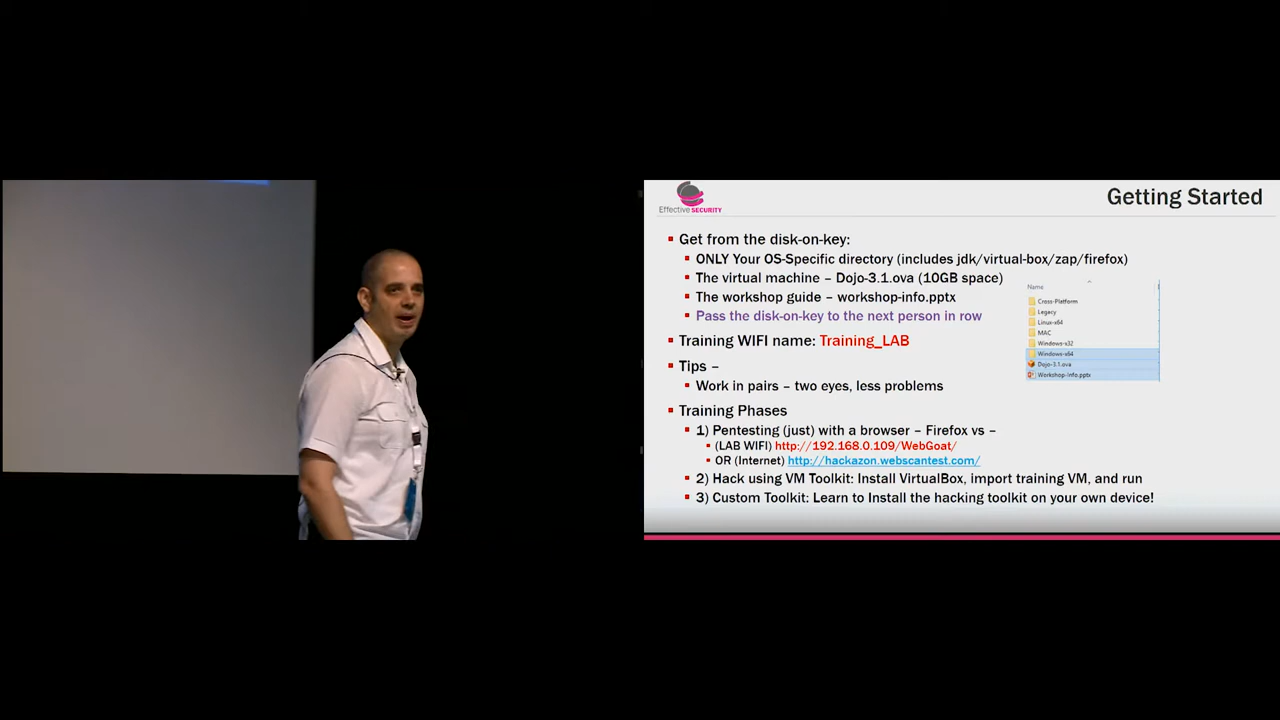 Effective SECURITY
Getting Started
Get from the disk-on-key:
ONLY Your OS-Specific directory (includes jdk/virtual-box/zap/firefox)
The virtual machine – Dojo-3.1.ova (10GB space)
The workshop guide – workshop-info.pptx
Pass the disk-on-key to the next person in row
Name
Cross-Platform
Legacy
Linux-x64
MAC
Windows-x32
Windows-x64
Dojo-3.1.ova
Workshop-info.pptx
Training WIFI name: Training_LAB
Tips –
Work in pairs – two eyes, less problems
Training Phases
1) Pentesting (just) with a browser – Firefox vs –
(LAB WIFI) http://192.168.0.109/WebGoat/
OR (Internet) http://hackazon.webscantest.com/
2) Hack using VM Toolkit: Install VirtualBox, import training VM, and run
3) Custom Toolkit: Learn to Install the hacking toolkit on your own device!